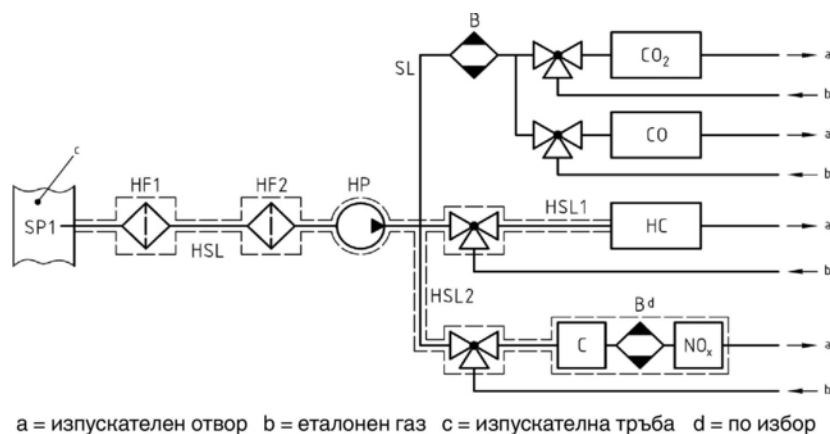 B
SL
CO₂
a
b
c
CO
a
b
HF1
HF2
HP
SP1
HSL
HSL1
HC
a
b
HSL2
Bᵈ
C
NOₓ
a
b
a = изпускателен отвор b = еталонен газ c = изпускателна тръба d = по избор